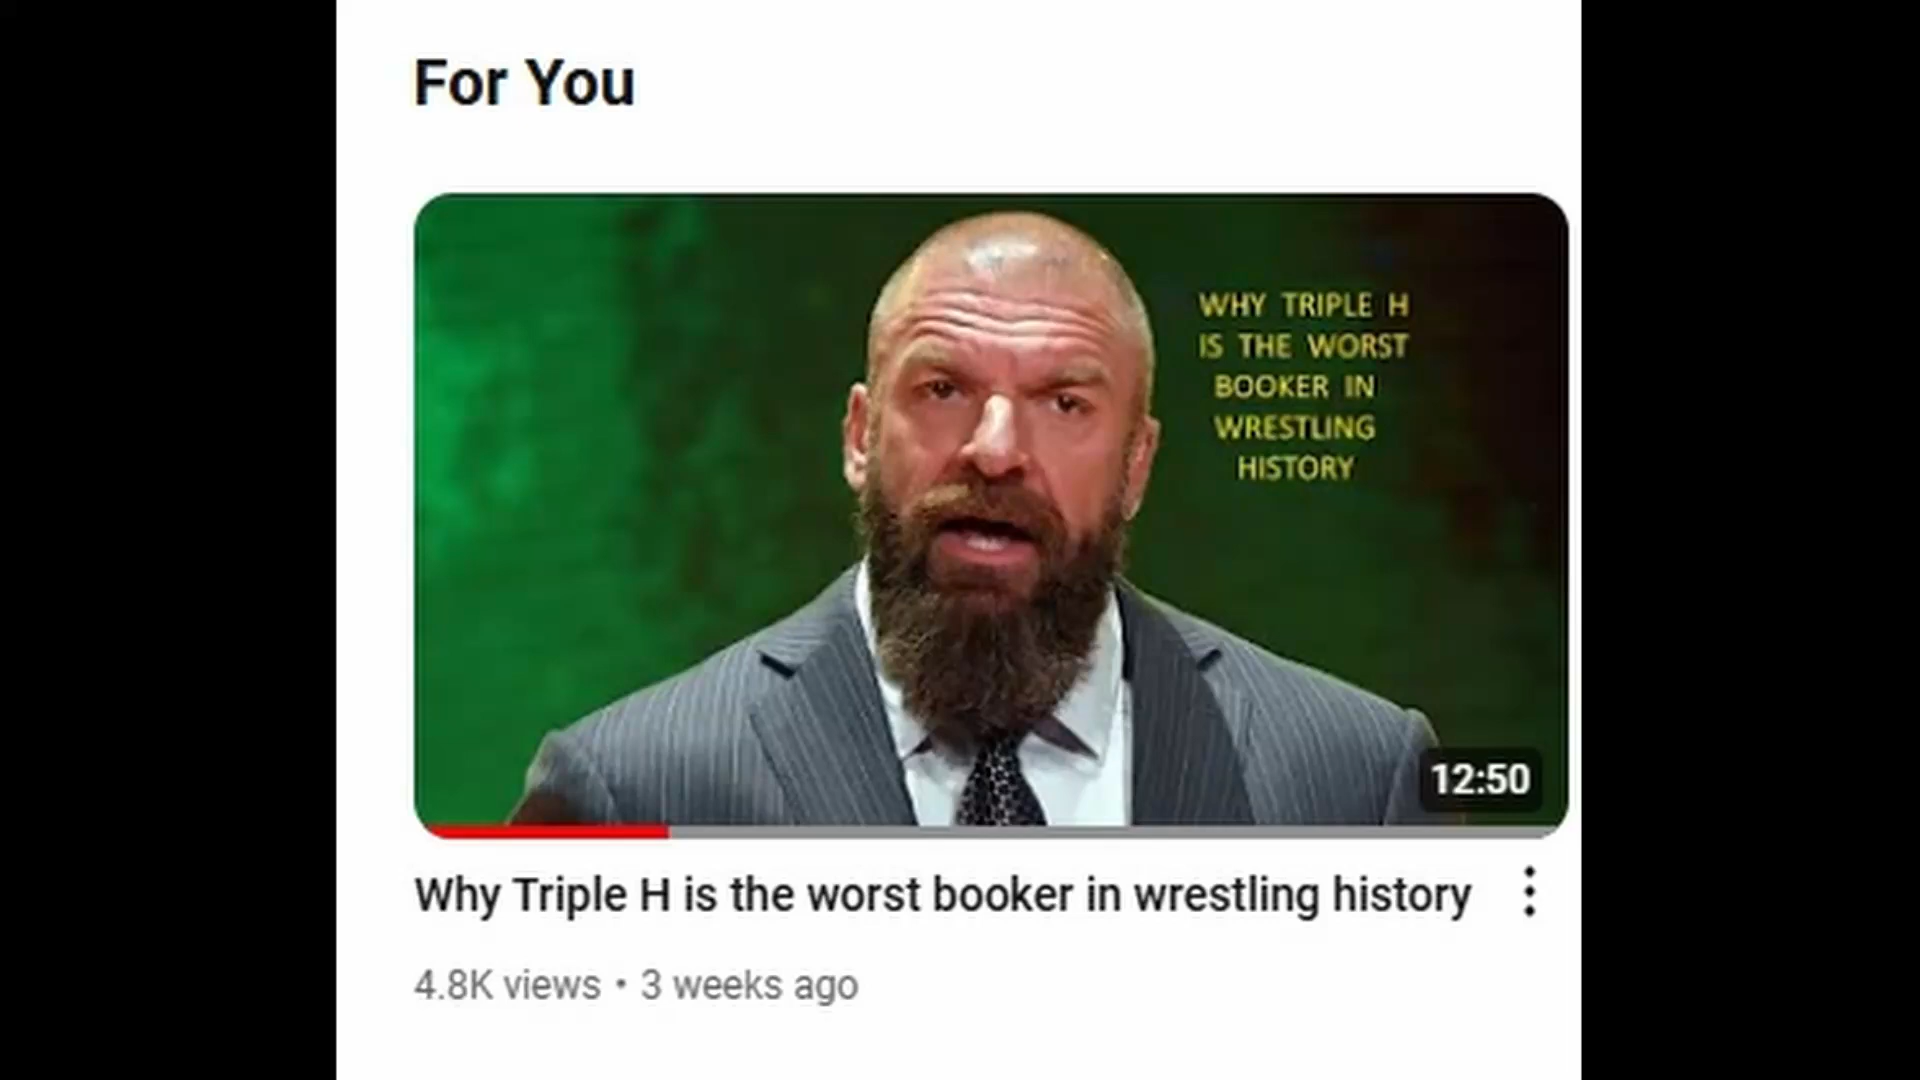 For You
WHY TRIPLE H
IS THE WORST
BOOKER IN
WRESTLING
HISTORY
12:50
Why Triple H is the worst booker in wrestling history
4.8K views • 3 weeks ago